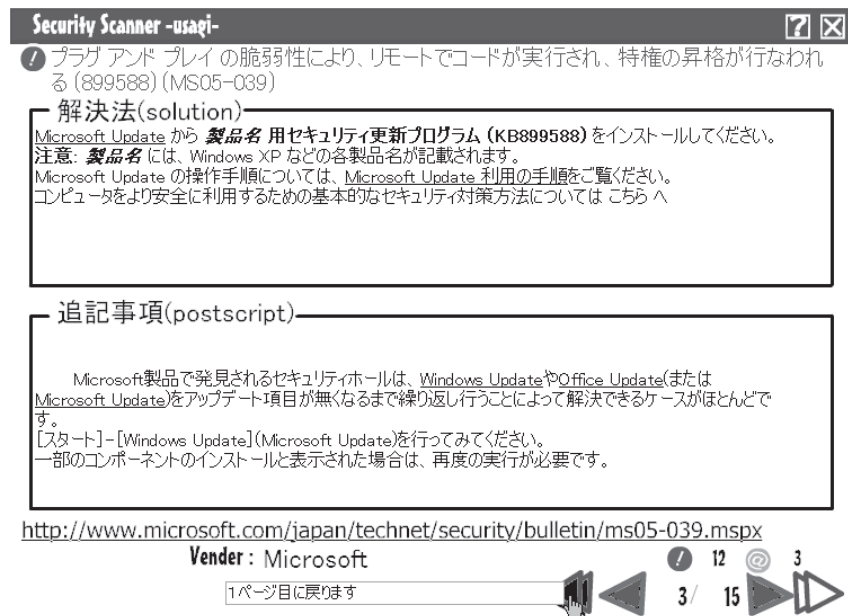 Security Scanner -usagi-
プラグ アンド プレイ の脆弱性により、リモートでコードが実行され、特権の昇格が行なわれ
る (899588) (MS05-039)
解決法(solution)
Microsoft Update から 製品名 用セキュリティ更新プログラム (KB899588) をインストールしてください。
注意: 製品名 には、Windows XP などの各製品名が記載されます。
Microsoft Update の操作手順については、Microsoft Update 利用の手順をご覧ください。
コンピュータをより安全に利用するための基本的なセキュリティ対策方法については こちら へ
追記事項(postscript)
Microsoft製品で発見されるセキュリティホールは、Windows UpdateやOffice Update(または
Microsoft Update)をアップデート項目が無くなるまで繰り返し行うことによって解決できるケースがほとんどで
す。
[スタート]-[Windows Update](Microsoft Update)を行ってみてください。
一部のコンポーネントのインストールと表示された場合は、再度の実行が必要です。
http://www.microsoft.com/japan/technet/security/bulletin/ms05-039.mspx
Vender : Microsoft
! 12 @ 3
1ページ目に戻ります
3/ 15